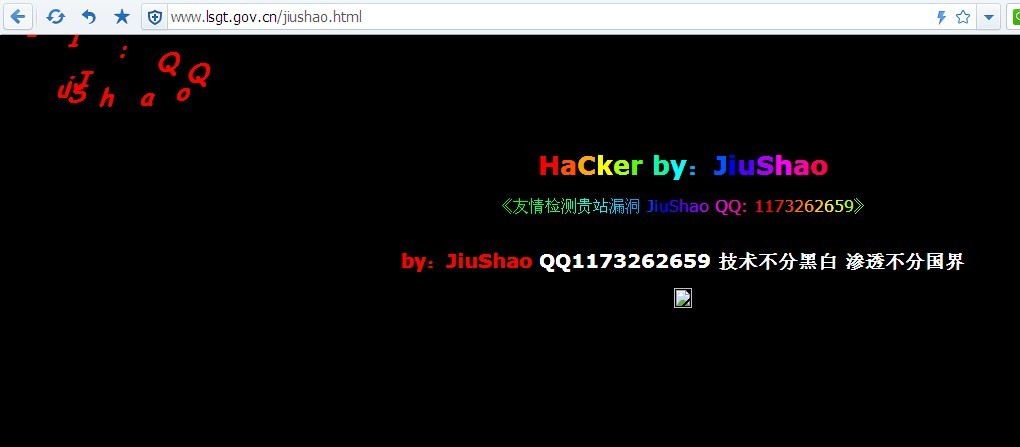 www.lsgt.gov.cn/jiushao.html
I : Q Q
jiShao
HaCker by：JiuShao
《友情检测贵站漏洞 JiuShao QQ: 1173262659》
by：JiuShao QQ1173262659 技术不分黑白 渗透不分国界